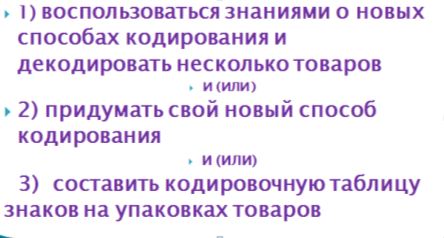 1) воспользоваться знаниями о новых
способах кодирования и
декодировать несколько товаров
и (или)
2) придумать свой новый способ
кодирования
и (или)
3) составить кодировочную таблицу
знаков на упаковках товаров